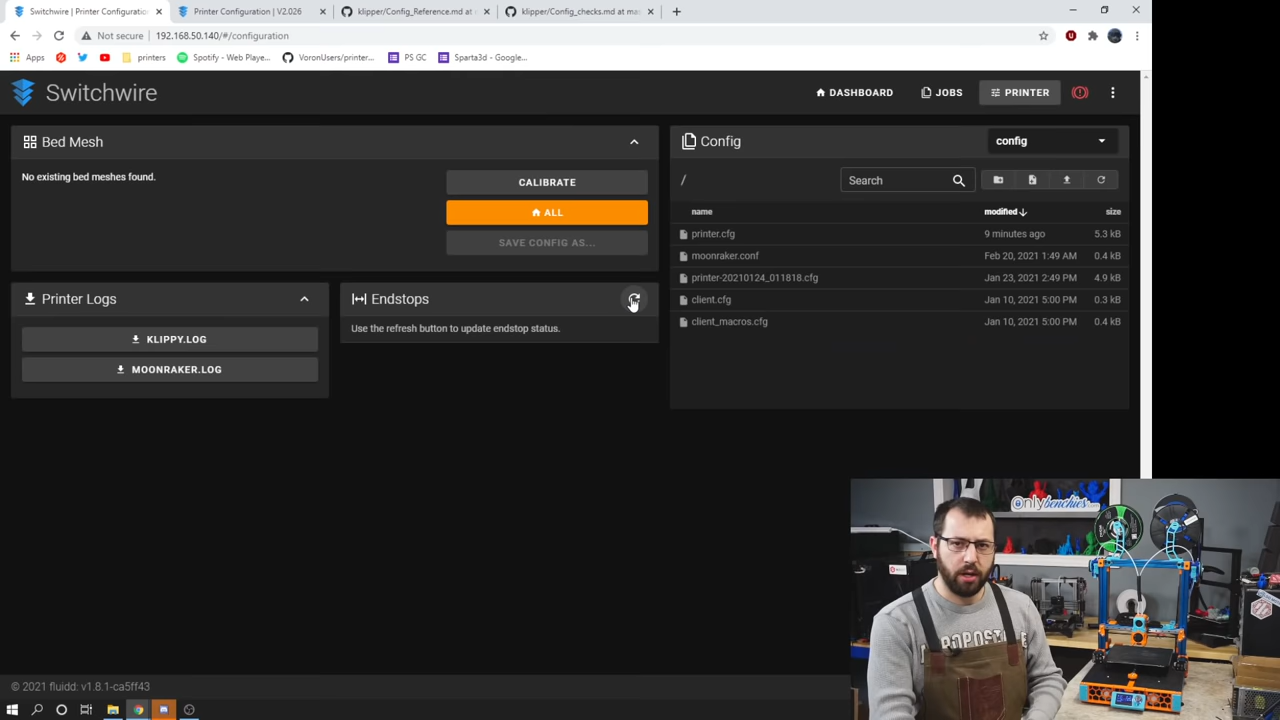 Switchwire | Printer Configuratio
Printer Configuration | V2.026
klipper/Config_Reference.md at
klipper/Config_checks.md at ma
Not secure
192.168.50.140/#/configuration
Apps
printers
Spotify - Web Playe...
VoronUsers/printer...
PS GC
Sparta3d - Google...
Switchwire
DASHBOARD
JOBS
PRINTER
Bed Mesh
No existing bed meshes found.
CALIBRATE
ALL
SAVE CONFIG AS...
Printer Logs
KLIPPY.LOG
MOONRAKER.LOG
Endstops
Use the refresh button to update endstop status.
Config
config
/
Search
name modified size
printer.cfg 9 minutes ago 5.3 kB
moonraker.conf Feb 20, 2021 1:49 AM 0.4 kB
printer-20210124_011818.cfg Jan 23, 2021 2:49 PM 4.9 kB
client.cfg Jan 10, 2021 5:00 PM 0.3 kB
client_macros.cfg Jan 10, 2021 5:00 PM 0.4 kB
Onlybenchies.com
© 2021 fluidd: v1.8.1-ca5ff43